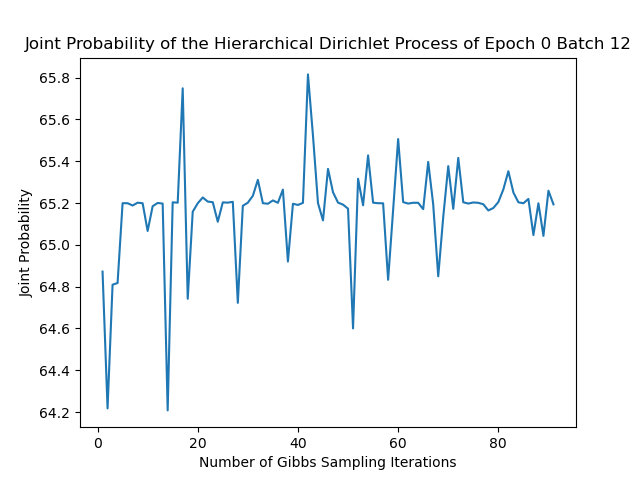 Joint Probability of the Hierarchical Dirichlet Process of Epoch 0 Batch 12
65.8
65.6
65.4
65.2
65.0
64.8
64.6
64.4
64.2
Joint Probability
0 20 40 60 80
Number of Gibbs Sampling Iterations